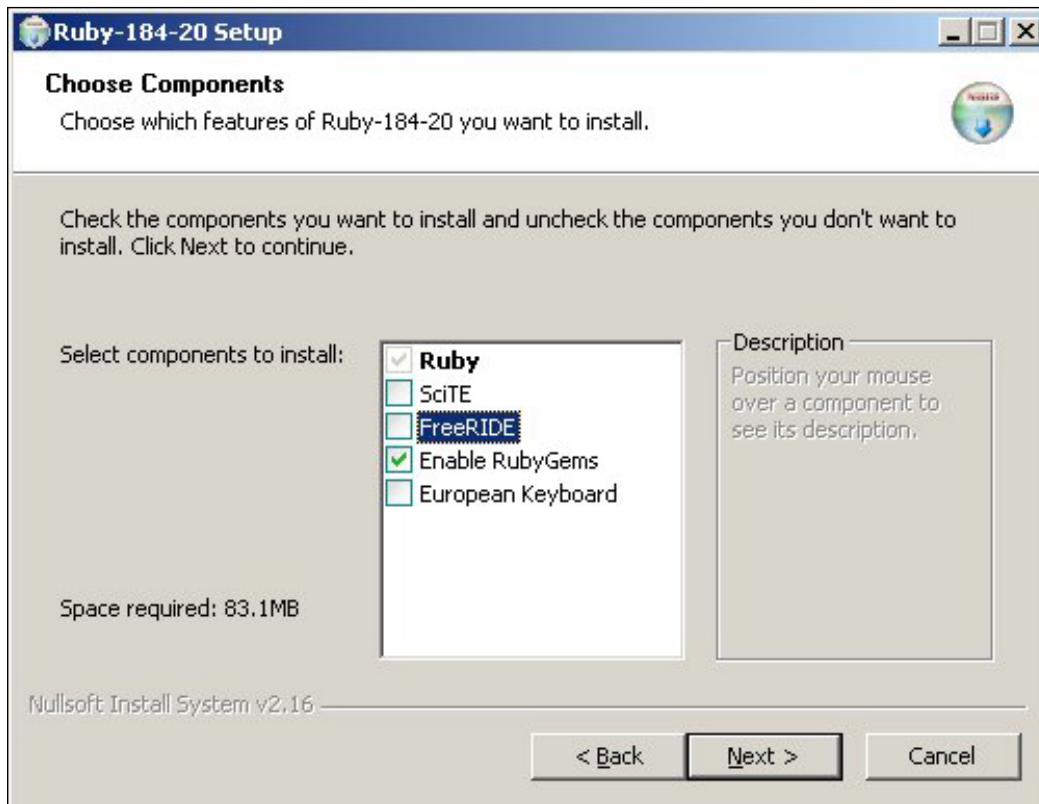 Ruby-184-20 Setup
Choose Components
Choose which features of Ruby-184-20 you want to install.
Check the components you want to install and uncheck the components you don't want to
install. Click Next to continue.
Select components to install:
Ruby
SciTE
FreeRIDE
Enable RubyGems
European Keyboard
Description
Position your mouse
over a component to
see its description.
Space required: 83.1MB
Nullsoft Install System v2.16
< Back
Next >
Cancel